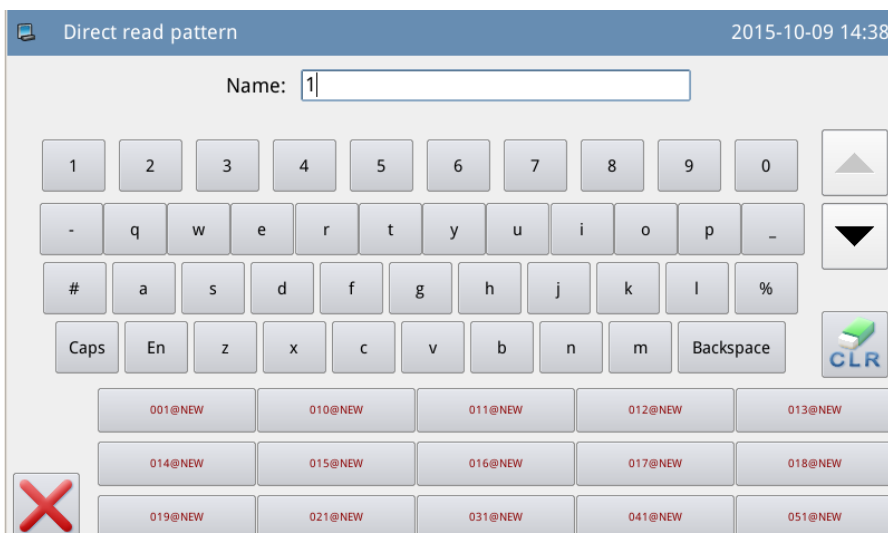 Direct read pattern 2015-10-09 14:38
Name: 1
1 2 3 4 5 6 7 8 9 0
- q w e r t y u i o p _
# a s d f g h j k l %
Caps En z x c v b n m Backspace
CLR
001@NEW 010@NEW 011@NEW 012@NEW 013@NEW
014@NEW 015@NEW 016@NEW 017@NEW 018@NEW
019@NEW 021@NEW 031@NEW 041@NEW 051@NEW